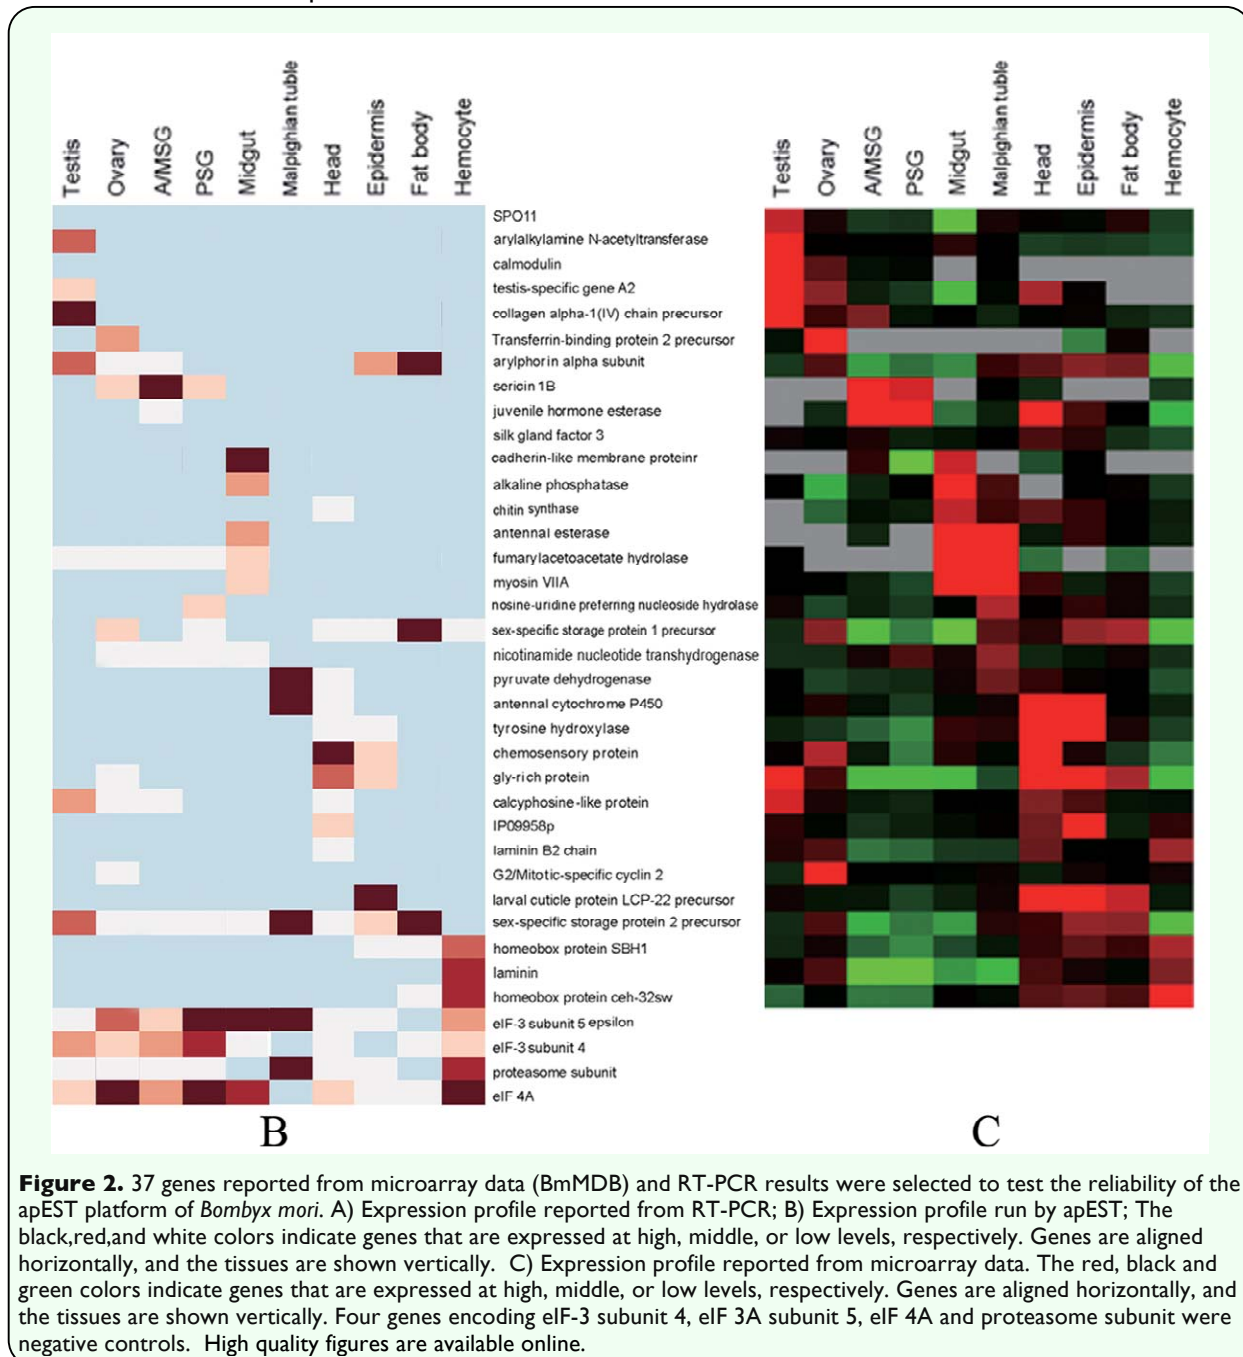 Testis
Ovary
A/MSG
PSG
Midgut
Malpighian tuble
Head
Epidermis
Fat body
Hemocyte
Testis
Ovary
A/MSG
PSG
Midgut
Malpighian tuble
Head
Epidermis
Fat body
Hemocyte
SPO11
arylalkylamine N-acetyltransferase
calmodulin
testis-specific gene A2
collagen alpha-1(IV) chain precursor
Transferrin-binding protein 2 precursor
arylphorin alpha subunit
sericin 1B
juvenile hormone esterase
silk gland factor 3
cadherin-like membrane proteinr
alkaline phosphatase
chitin synthase
antennal esterase
fumarylacetoacetate hydrolase
myosin VIIA
nosine-uridine preferring nucleoside hydrolase
sex-specific storage protein 1 precursor
nicotinamide nucleotide transhydrogenase
pyruvate dehydrogenase
antennal cytochrome P450
tyrosine hydroxylase
chemosensory protein
gly-rich protein
calcyphosine-like protein
IP09958p
laminin B2 chain
G2/Mitotic-specific cyclin 2
larval cuticle protein LCP-22 precursor
sex-specific storage protein 2 precursor
homeobox protein SBH1
laminin
homeobox protein ceh-32sw
eIF-3 subunit 5 epsilon
eIF-3 subunit 4
proteasome subunit
eIF 4A
B
C
Figure 2. 37 genes reported from microarray data (BmMDB) and RT-PCR results were selected to test the reliability of the
apEST platform of Bombyx mori. A) Expression profile reported from RT-PCR; B) Expression profile run by apEST; The
black,red,and white colors indicate genes that are expressed at high, middle, or low levels, respectively. Genes are aligned
horizontally, and the tissues are shown vertically. C) Expression profile reported from microarray data. The red, black and
green colors indicate genes that are expressed at high, middle, or low levels, respectively. Genes are aligned horizontally, and
the tissues are shown vertically. Four genes encoding eIF-3 subunit 4, eIF 3A subunit 5, eIF 4A and proteasome subunit were
negative controls. High quality figures are available online.